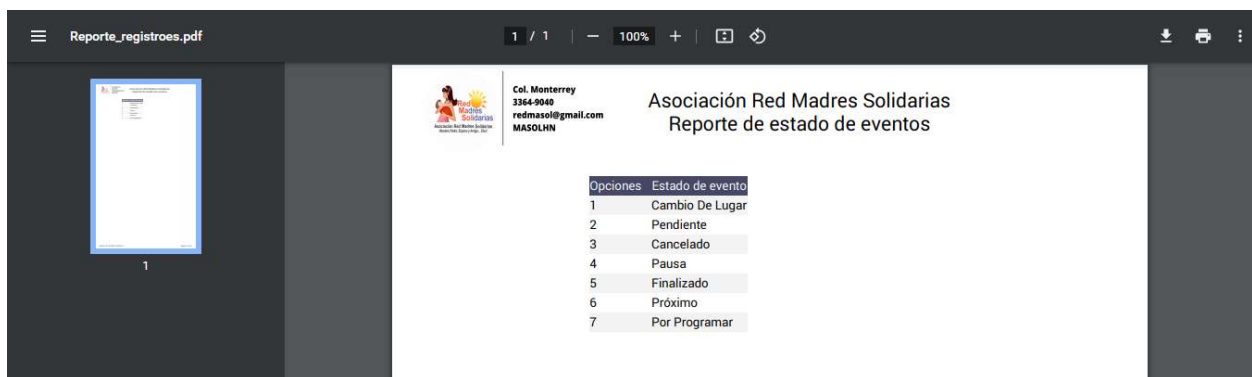 Reporte_registroes.pdf
1 / 1
100%
1
Red
Madres
Solidarias
Asociación Red Madres Solidarias
Col. Monterrey
3364-9040
redmasol@gmail.com
MASOLHN
Asociación Red Madres Solidarias
Reporte de estado de eventos
Opciones Estado de evento
1 Cambio De Lugar
2 Pendiente
3 Cancelado
4 Pausa
5 Finalizado
6 Próximo
7 Por Programar